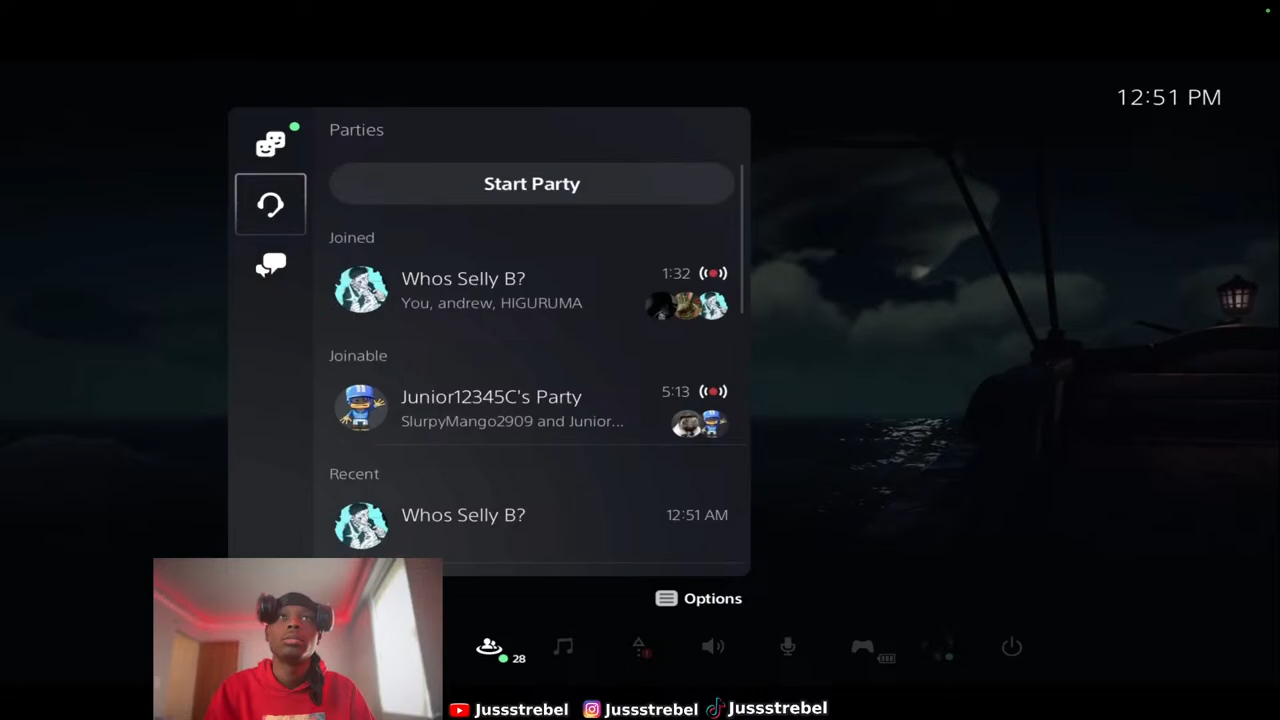 12:51 PM
Parties
Start Party
Joined
Whos Selly B?
1:32
You, andrew, HIGURUMA
Joinable
Junior12345C's Party
5:13
SlurpyMango2909 and Junior...
Recent
Whos Selly B?
12:51 AM
Options
28
Jussstrebel
Jussstrebel
Jussstrebel